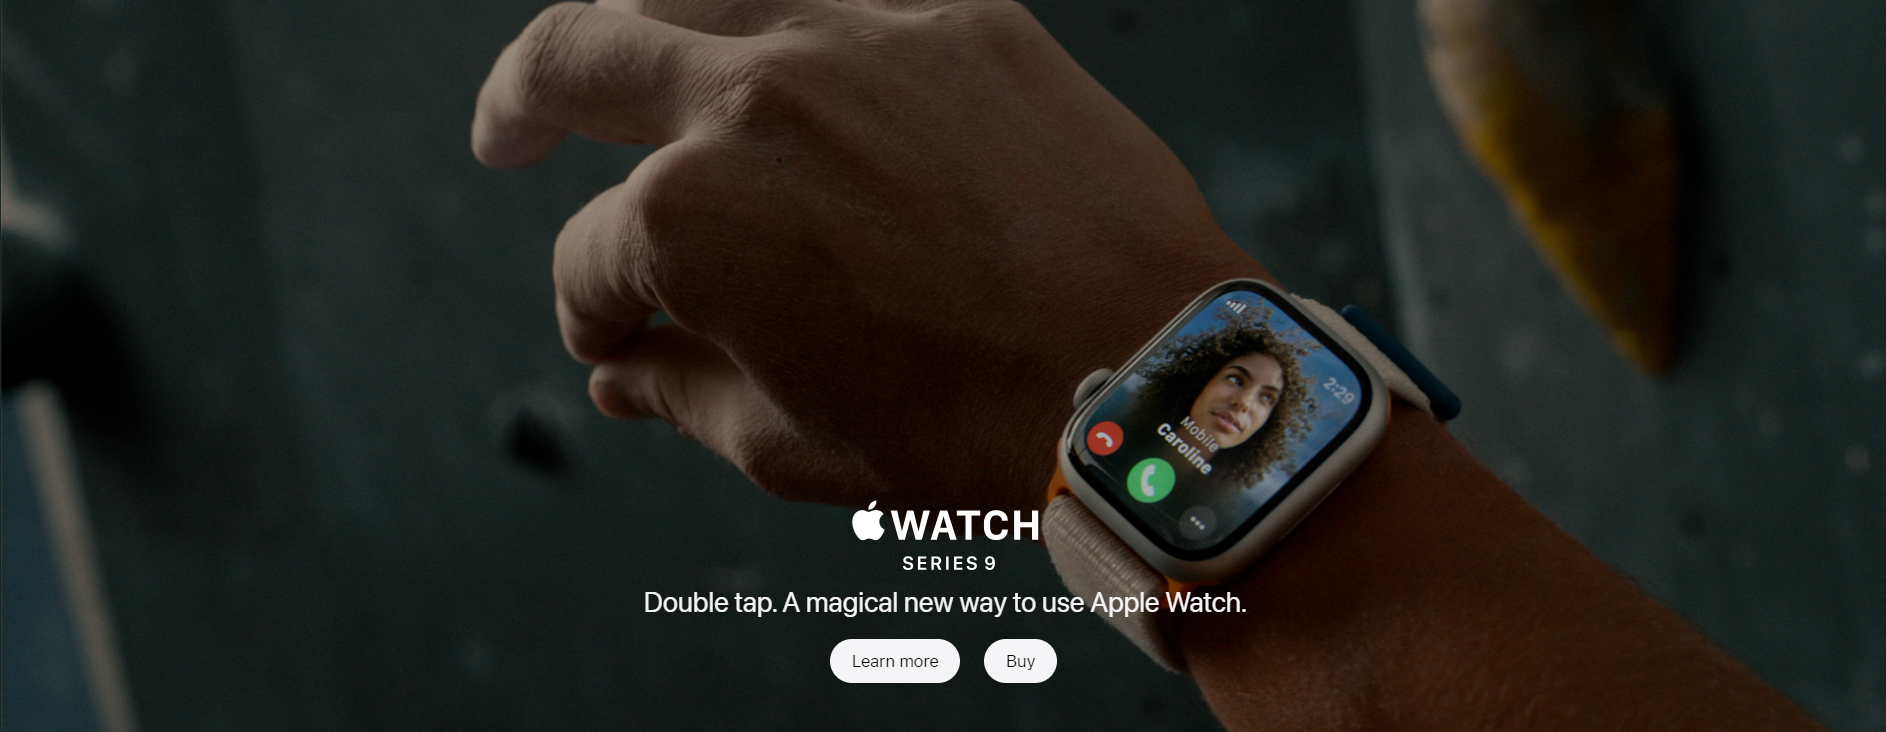 2:29
Mobile
Caroline
WATCH
SERIES 9
Double tap. A magical new way to use Apple Watch.
Learn more
Buy